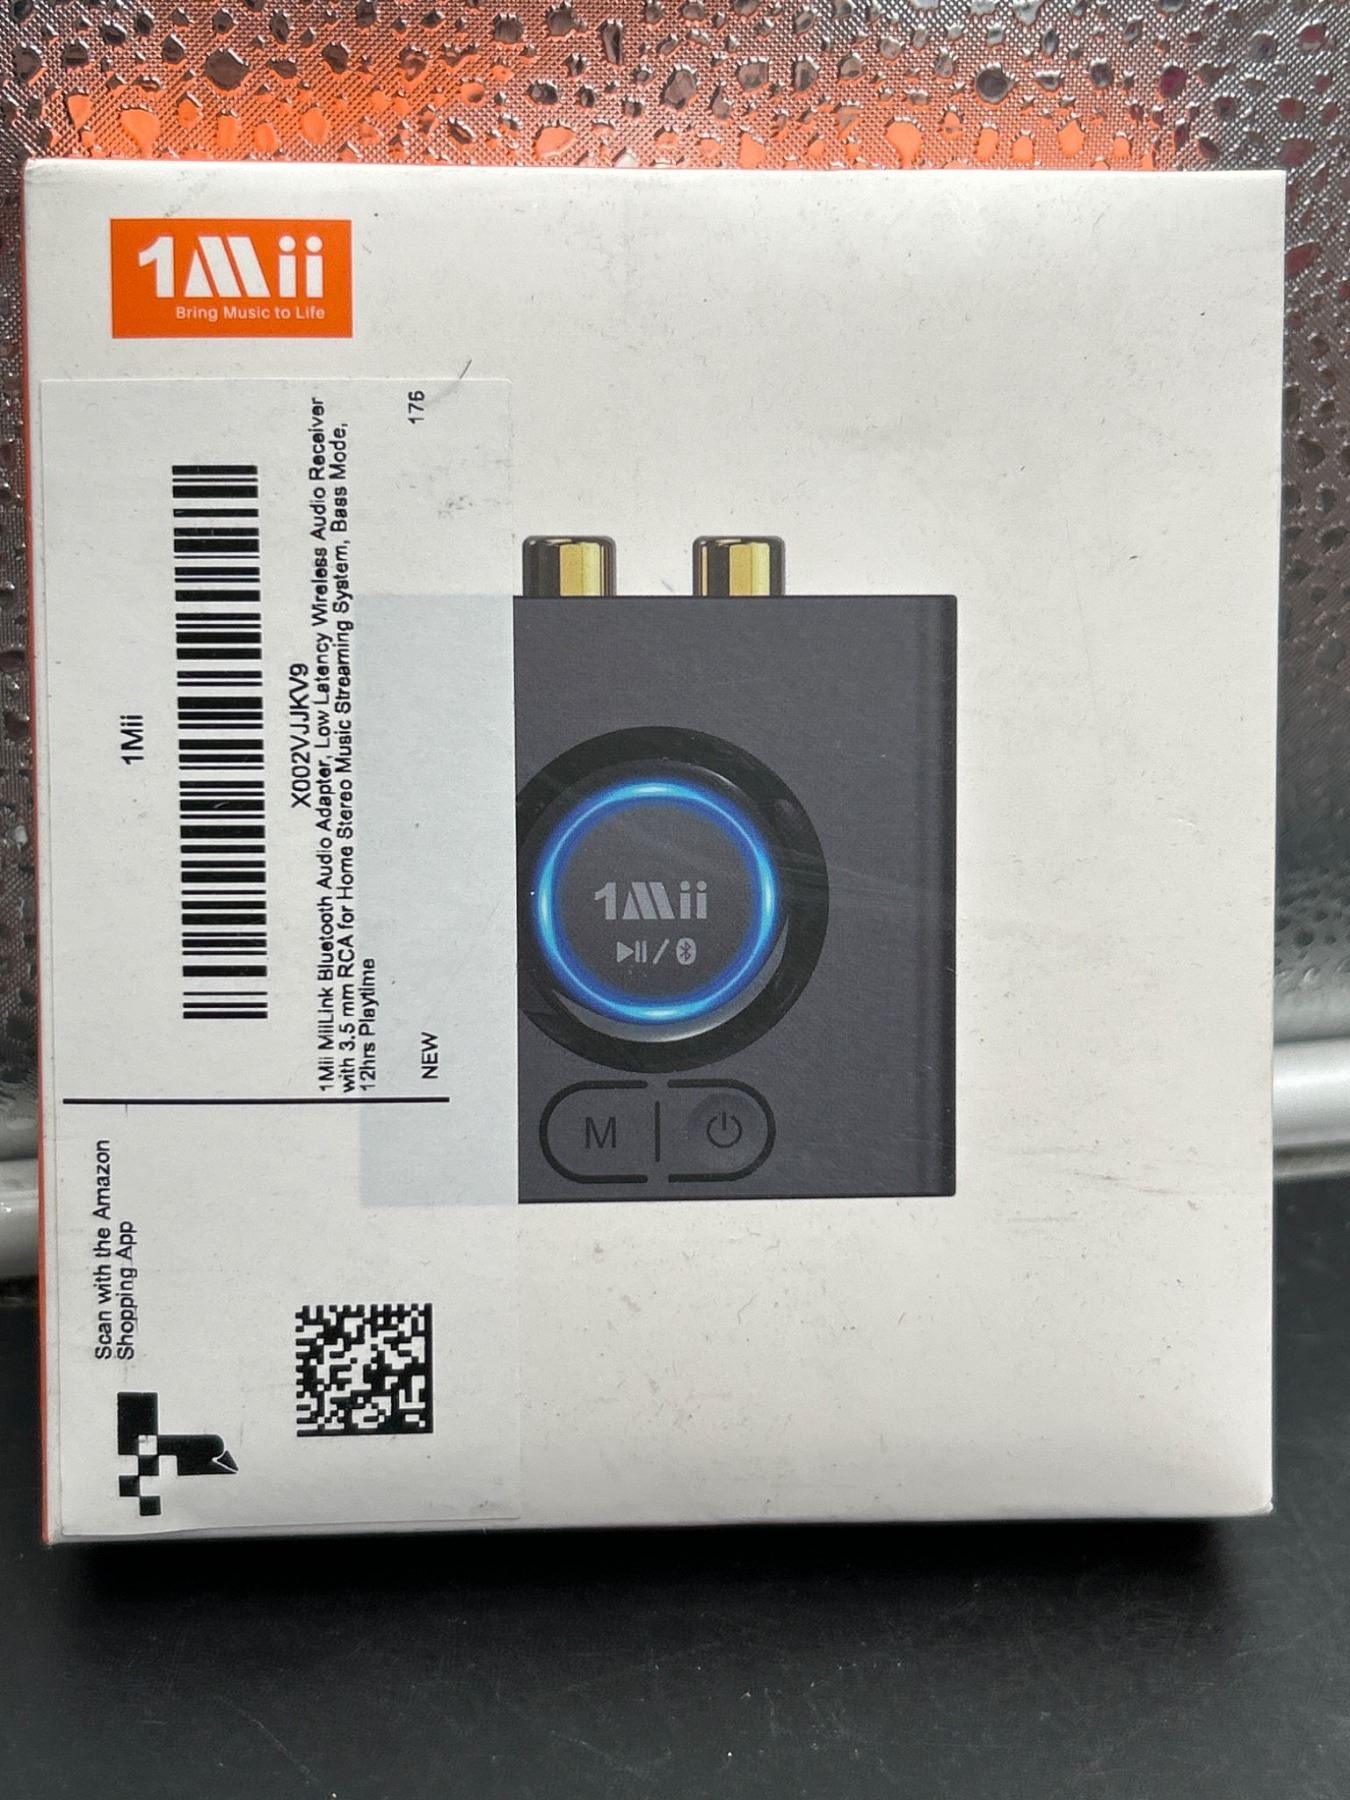 1Mii
Bring Music to Life
1Mii
X002VJJKV9
1Mii MiiLink Bluetooth Audio Adapter, Low Latency Wireless Audio Receiver
with 3.5 mm RCA for Home Stereo Music Streaming System, Bass Mode,
12hrs Playtime
NEW
176
Scan with the Amazon
Shopping App
1Mii
M